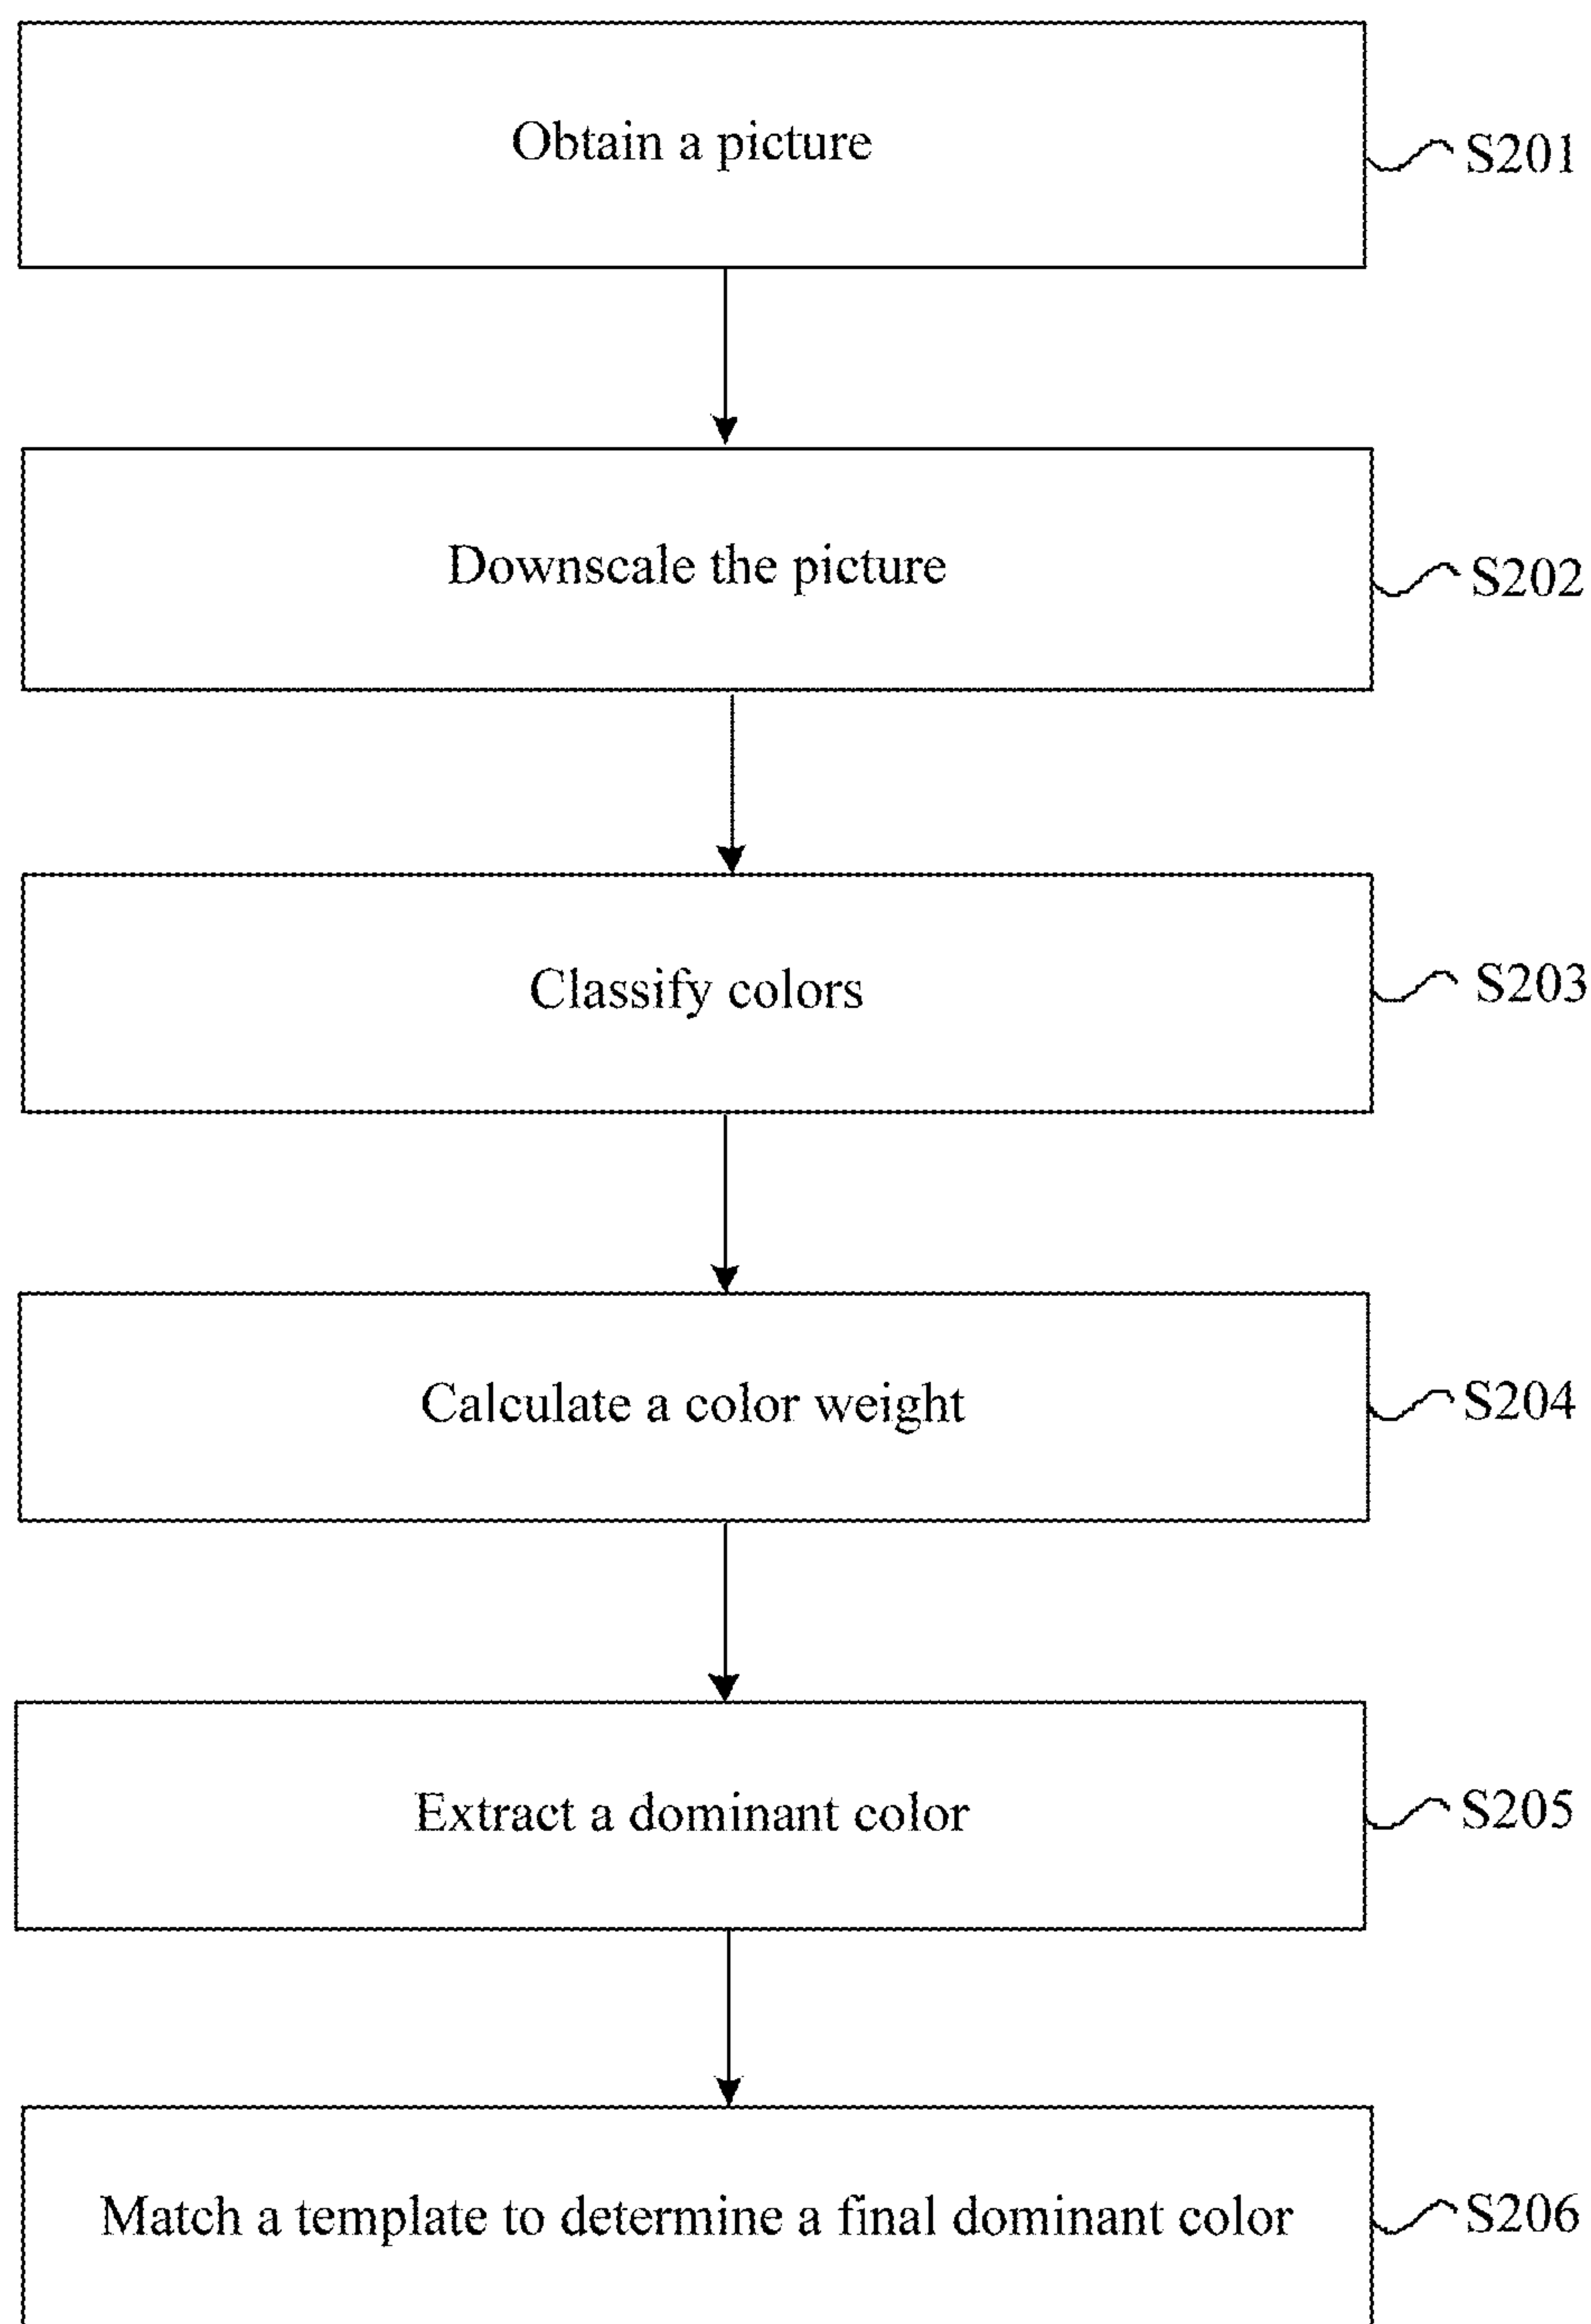 Obtain a picture
S201
Downscale the picture
S202
Classify colors
S203
Calculate a color weight
S204
Extract a dominant color
S205
Match a template to determine a final dominant color
S206